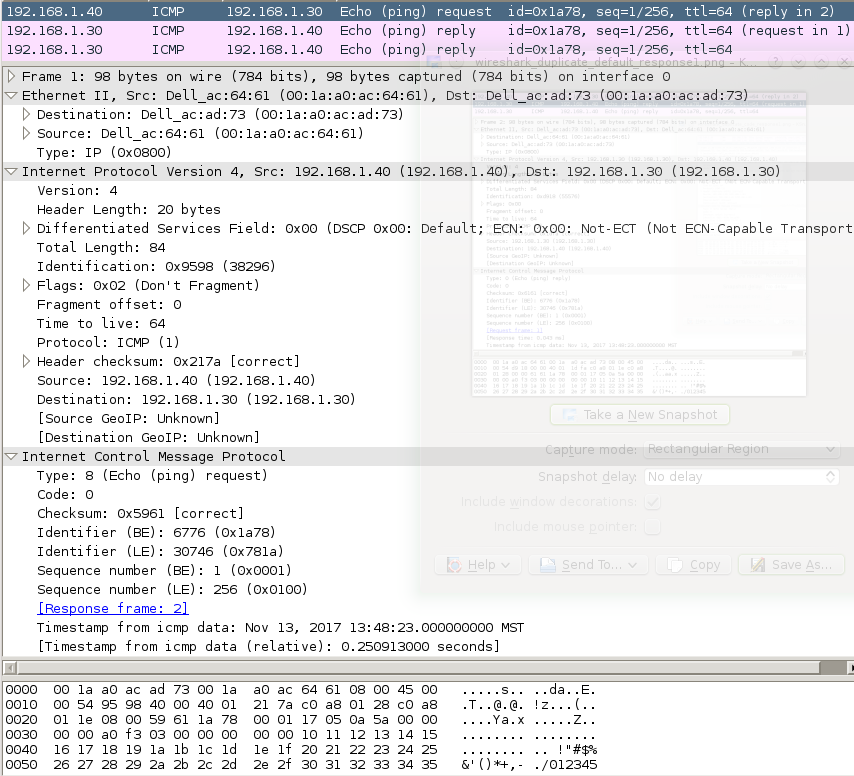 192.168.1.40 ICMP 192.168.1.30 Echo (ping) request id=0x1a78, seq=1/256, ttl=64 (reply in 2)
192.168.1.30 ICMP 192.168.1.40 Echo (ping) reply id=0x1a78, seq=1/256, ttl=64 (request in 1)
192.168.1.30 ICMP 192.168.1.40 Echo (ping) reply id=0x1a78, seq=1/256, ttl=64
wireshark_duplicate_default_response1.png – K
Frame 1: 98 bytes on wire (784 bits), 98 bytes captured (784 bits) on interface 0
Ethernet II, Src: Dell_ac:64:61 (00:1a:a0:ac:64:61), Dst: Dell_ac:ad:73 (00:1a:a0:ac:ad:73)
Destination: Dell_ac:ad:73 (00:1a:a0:ac:ad:73)
Source: Dell_ac:64:61 (00:1a:a0:ac:64:61)
Type: IP (0x0800)
Internet Protocol Version 4, Src: 192.168.1.40 (192.168.1.40), Dst: 192.168.1.30 (192.168.1.30)
Version: 4
Header Length: 20 bytes
Differentiated Services Field: 0x00 (DSCP 0x00: Default; ECN: 0x00: Not-ECT (Not ECN-Capable Transport
Total Length: 84
Identification: 0x9598 (38296)
Flags: 0x02 (Don't Fragment)
Fragment offset: 0
Time to live: 64
Protocol: ICMP (1)
Header checksum: 0x217a [correct]
Source: 192.168.1.40 (192.168.1.40)
Destination: 192.168.1.30 (192.168.1.30)
[Source GeoIP: Unknown]
[Destination GeoIP: Unknown]
Internet Control Message Protocol
Type: 8 (Echo (ping) request)
Code: 0
Checksum: 0x5961 [correct]
Identifier (BE): 6776 (0x1a78)
Identifier (LE): 30746 (0x781a)
Sequence number (BE): 1 (0x0001)
Sequence number (LE): 256 (0x0100)
[Response frame: 2]
Timestamp from icmp data: Nov 13, 2017 13:48:23.000000000 MST
[Timestamp from icmp data (relative): 0.250913000 seconds]
Take a New Snapshot
Capture mode: Rectangular Region
Snapshot delay: No delay
Include window decorations:
Include mouse pointer:
Help Send To... Copy Save As...
0000 00 1a a0 ac ad 73 00 1a a0 ac 64 61 08 00 45 00 .....s.. ..da..E.
0010 00 54 95 98 40 00 40 01 21 7a c0 a8 01 28 c0 a8 .T..@.@. !z...(..
0020 01 1e 08 00 59 61 1a 78 00 01 17 05 0a 5a 00 00 ....Ya.x .....Z..
0030 00 00 a0 f3 03 00 00 00 00 00 10 11 12 13 14 15 ........ ........
0040 16 17 18 19 1a 1b 1c 1d 1e 1f 20 21 22 23 24 25 ........ .. !"#$%
0050 26 27 28 29 2a 2b 2c 2d 2e 2f 30 31 32 33 34 35 &'()*+,- ./012345